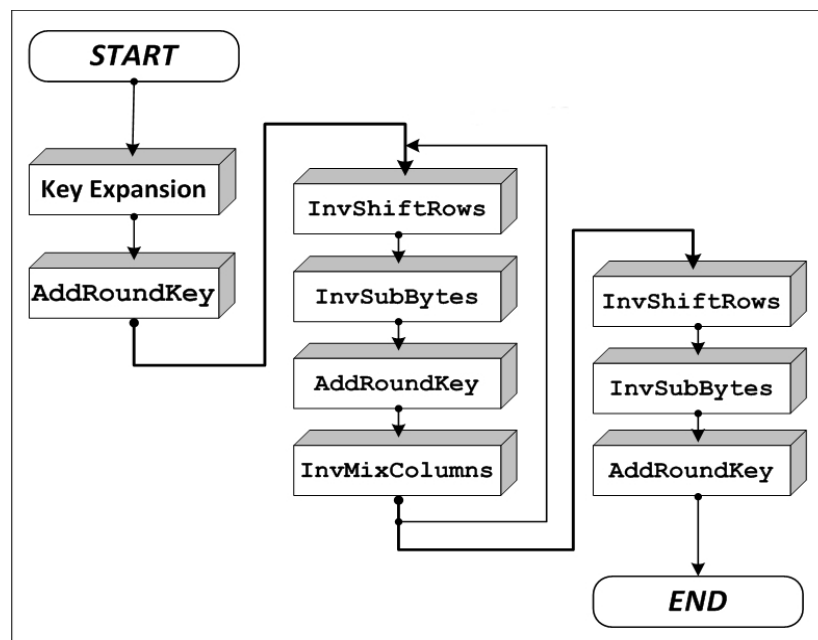 START
Key Expansion
AddRoundKey
InvShiftRows
InvSubBytes
AddRoundKey
InvMixColumns
InvShiftRows
InvSubBytes
AddRoundKey
END